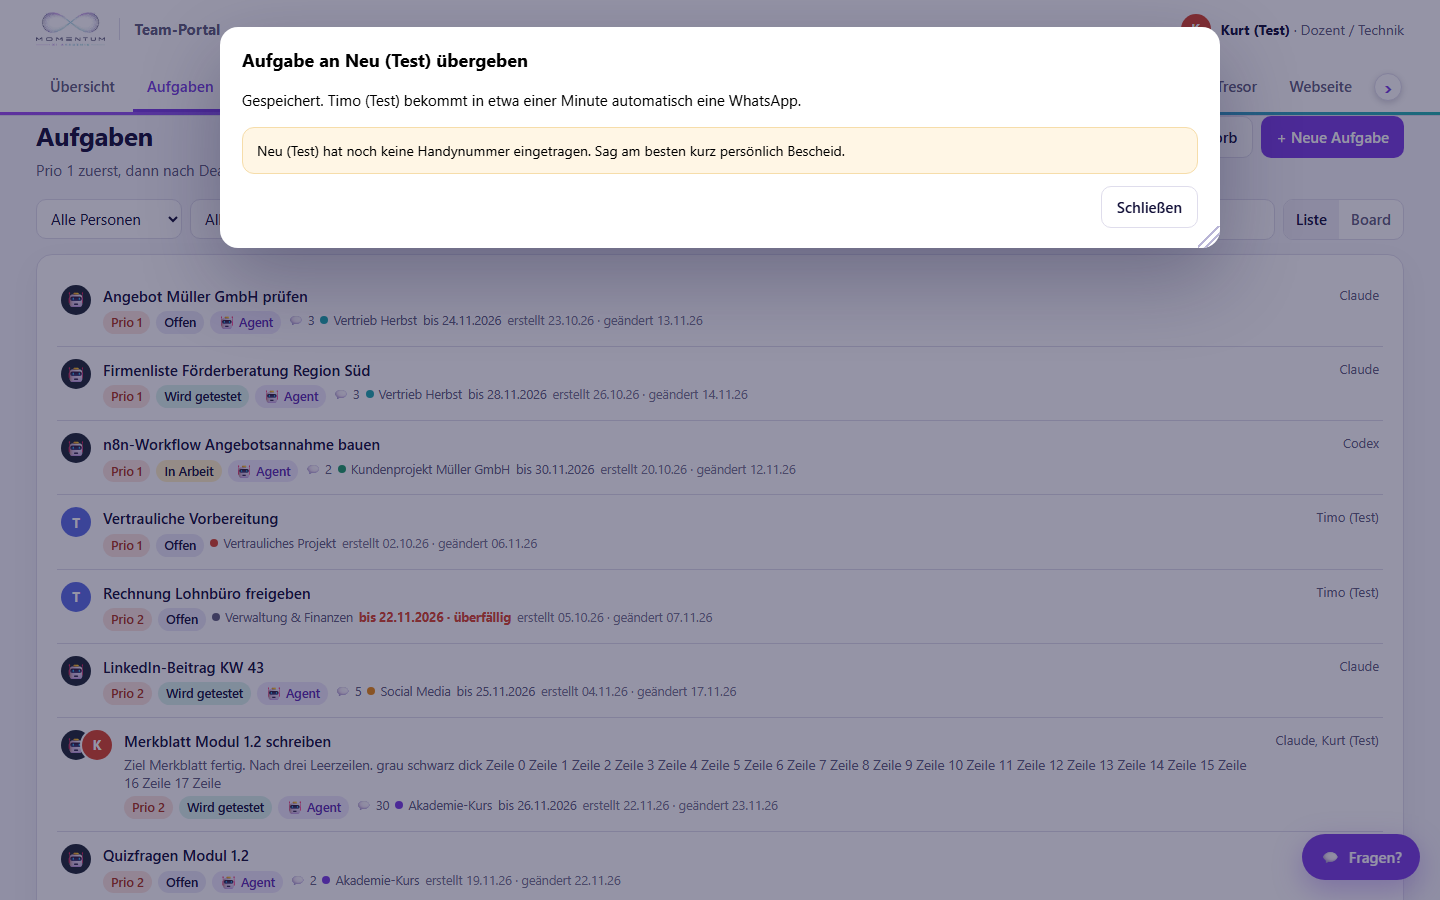 MOMENTUM
Team-Portal
K
Kurt (Test) · Dozent / Technik
Übersicht
Aufgaben
Tresor
Webseite
›
Aufgabe an Neu (Test) übergeben
Gespeichert. Timo (Test) bekommt in etwa einer Minute automatisch eine WhatsApp.
Neu (Test) hat noch keine Handynummer eingetragen. Sag am besten kurz persönlich Bescheid.
Schließen
Aufgaben
orb
+ Neue Aufgabe
Prio 1 zuerst, dann nach Dea
Alle Personen
Al
Liste
Board
Angebot Müller GmbH prüfen
Claude
Prio 1 Offen Agent 3 Vertrieb Herbst bis 24.11.2026 erstellt 23.10.26 · geändert 13.11.26
Firmenliste Förderberatung Region Süd
Claude
Prio 1 Wird getestet Agent 3 Vertrieb Herbst bis 28.11.2026 erstellt 26.10.26 · geändert 14.11.26
n8n-Workflow Angebotsannahme bauen
Codex
Prio 1 In Arbeit Agent 2 Kundenprojekt Müller GmbH bis 30.11.2026 erstellt 20.10.26 · geändert 12.11.26
T
Vertrauliche Vorbereitung
Timo (Test)
Prio 1 Offen Vertrauliches Projekt erstellt 02.10.26 · geändert 06.11.26
T
Rechnung Lohnbüro freigeben
Timo (Test)
Prio 2 Offen Verwaltung & Finanzen bis 22.11.2026 · überfällig erstellt 05.10.26 · geändert 07.11.26
LinkedIn-Beitrag KW 43
Claude
Prio 2 Wird getestet Agent 5 Social Media bis 25.11.2026 erstellt 04.11.26 · geändert 17.11.26
K
Merkblatt Modul 1.2 schreiben
Claude, Kurt (Test)
Ziel Merkblatt fertig. Nach drei Leerzeilen. grau schwarz dick Zeile 0 Zeile 1 Zeile 2 Zeile 3 Zeile 4 Zeile 5 Zeile 6 Zeile 7 Zeile 8 Zeile 9 Zeile 10 Zeile 11 Zeile 12 Zeile 13 Zeile 14 Zeile 15 Zeile
16 Zeile 17 Zeile
Prio 2 Wird getestet Agent 30 Akademie-Kurs bis 26.11.2026 erstellt 22.11.26 · geändert 23.11.26
Quizfragen Modul 1.2
Prio 2 Offen Agent 2 Akademie-Kurs erstellt 19.11.26 · geändert 22.11.26
Fragen?